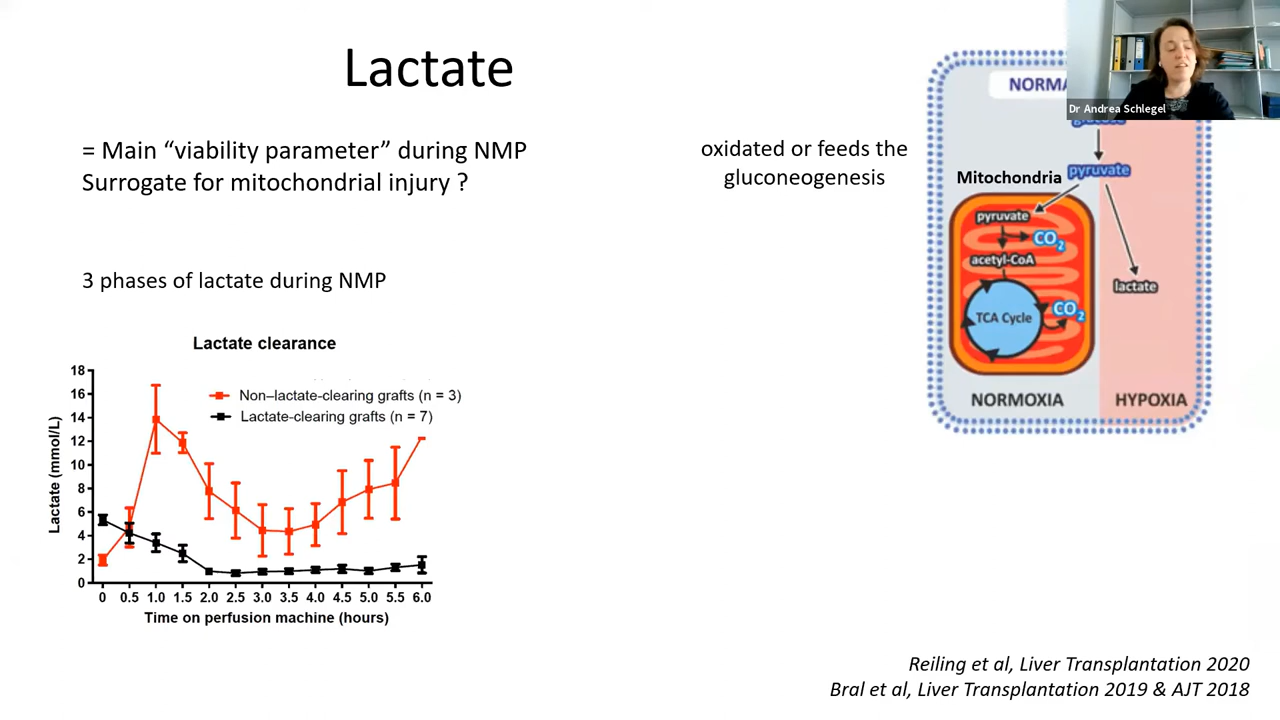 Lactate
= Main “viability parameter” during NMP
Surrogate for mitochondrial injury ?
3 phases of lactate during NMP
Lactate clearance
Non–lactate-clearing grafts (n = 3)
Lactate-clearing grafts (n = 7)
Lactate (mmol/L)
18
16
14
12
10
8
6
4
2
0
0 0.5 1.0 1.5 2.0 2.5 3.0 3.5 4.0 4.5 5.0 5.5 6.0
Time on perfusion machine (hours)
oxidated or feeds the
gluconeogenesis
Dr Andrea Schlegel
Mitochondria
pyruvate
pyruvate
CO2
acetyl-CoA
lactate
TCA Cycle
CO2
NORMOXIA
HYPOXIA
Reiling et al, Liver Transplantation 2020
Bral et al, Liver Transplantation 2019 & AJT 2018